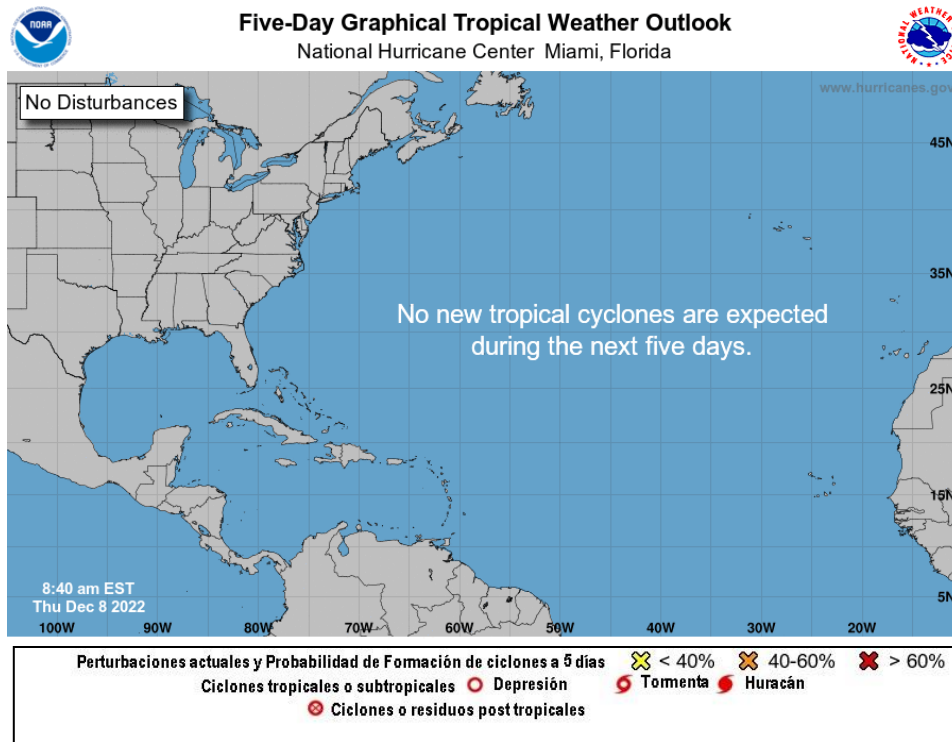 Five-Day Graphical Tropical Weather Outlook
National Hurricane Center Miami, Florida
NOAA
No Disturbances
www.hurricanes.gov
45N
35N
No new tropical cyclones are expected
during the next five days.
25N
15N
8:40 am EST
Thu Dec 8 2022
5N
100W 90W 80W 70W 60W 50W 40W 30W 20W
Perturbaciones actuales y Probabilidad de Formación de ciclones a 5 días < 40% 40-60% > 60%
Ciclones tropicales o subtropicales Depresión Tormenta Huracán
Ciclones o residuos post tropicales